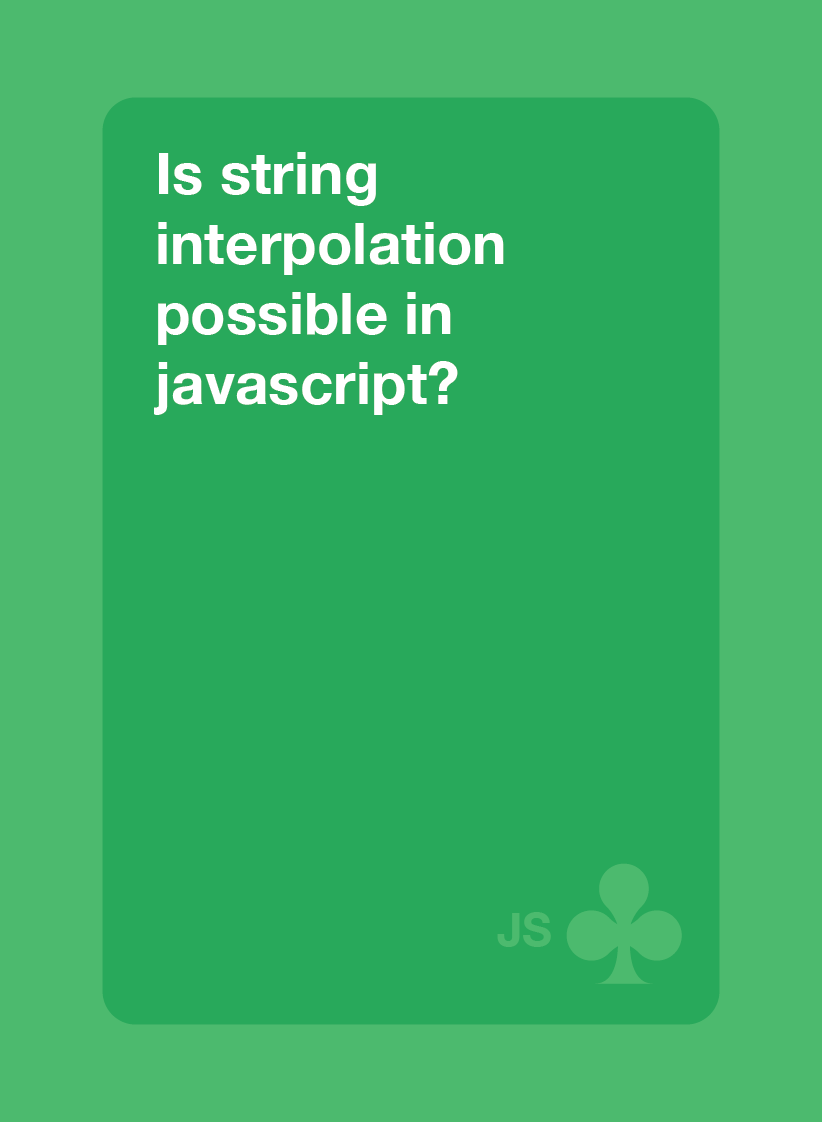 Is string
interpolation
possible in
javascript?
JS